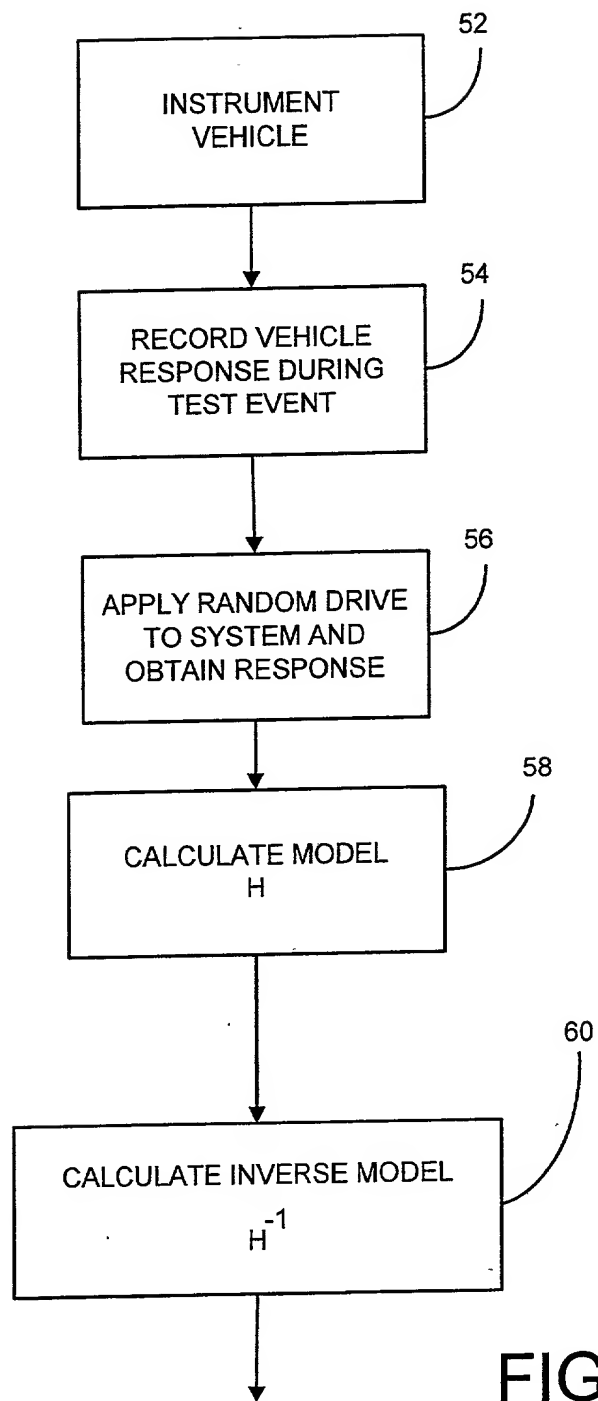 52
INSTRUMENT
VEHICLE
54
RECORD VEHICLE
RESPONSE DURING
TEST EVENT
56
APPLY RANDOM DRIVE
TO SYSTEM AND
OBTAIN RESPONSE
58
CALCULATE MODEL
H
60
CALCULATE INVERSE MODEL
H-1
FIG